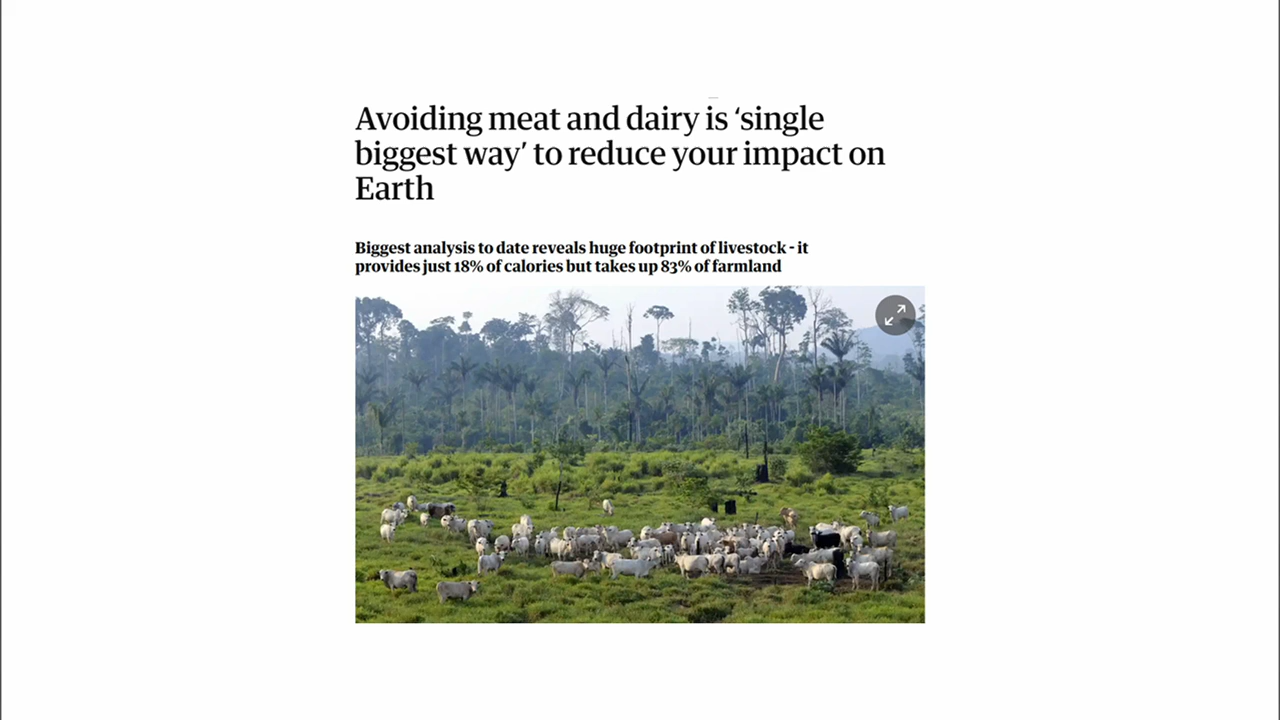 Avoiding meat and dairy is ‘single
biggest way’ to reduce your impact on
Earth
Biggest analysis to date reveals huge footprint of livestock - it
provides just 18% of calories but takes up 83% of farmland